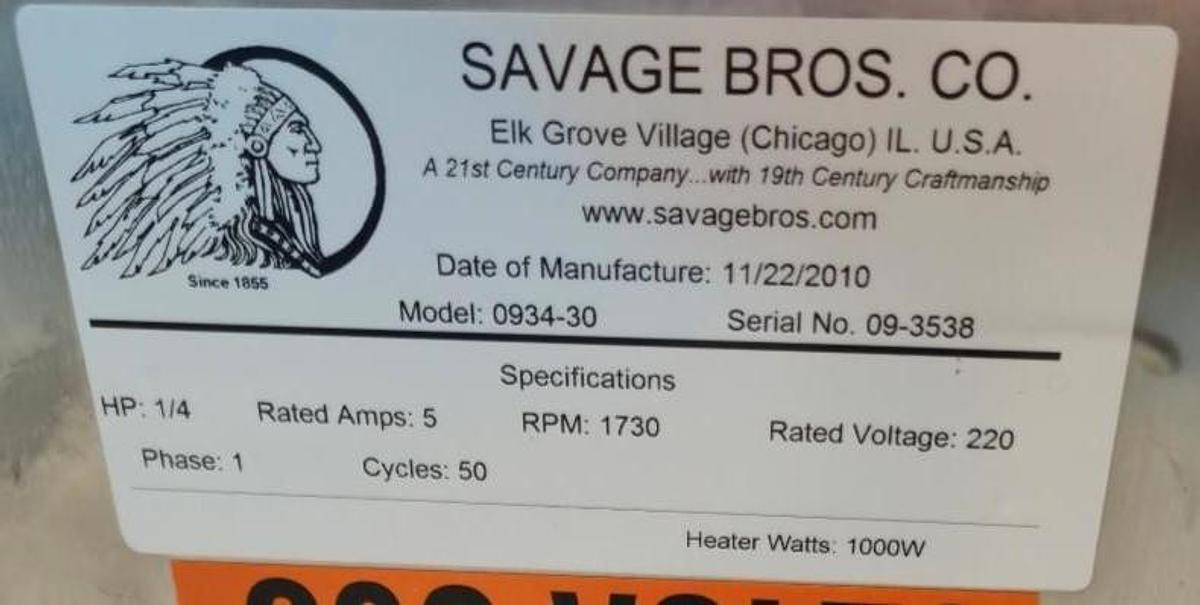 SAVAGE BROS. CO.
Elk Grove Village (Chicago) IL. U.S.A.
A 21st Century Company...with 19th Century Craftmanship
www.savagebros.com
Since 1855
Date of Manufacture: 11/22/2010
Model: 0934-30 Serial No. 09-3538
Specifications
HP: 1/4 Rated Amps: 5 RPM: 1730 Rated Voltage: 220
Phase: 1 Cycles: 50
Heater Watts: 1000W